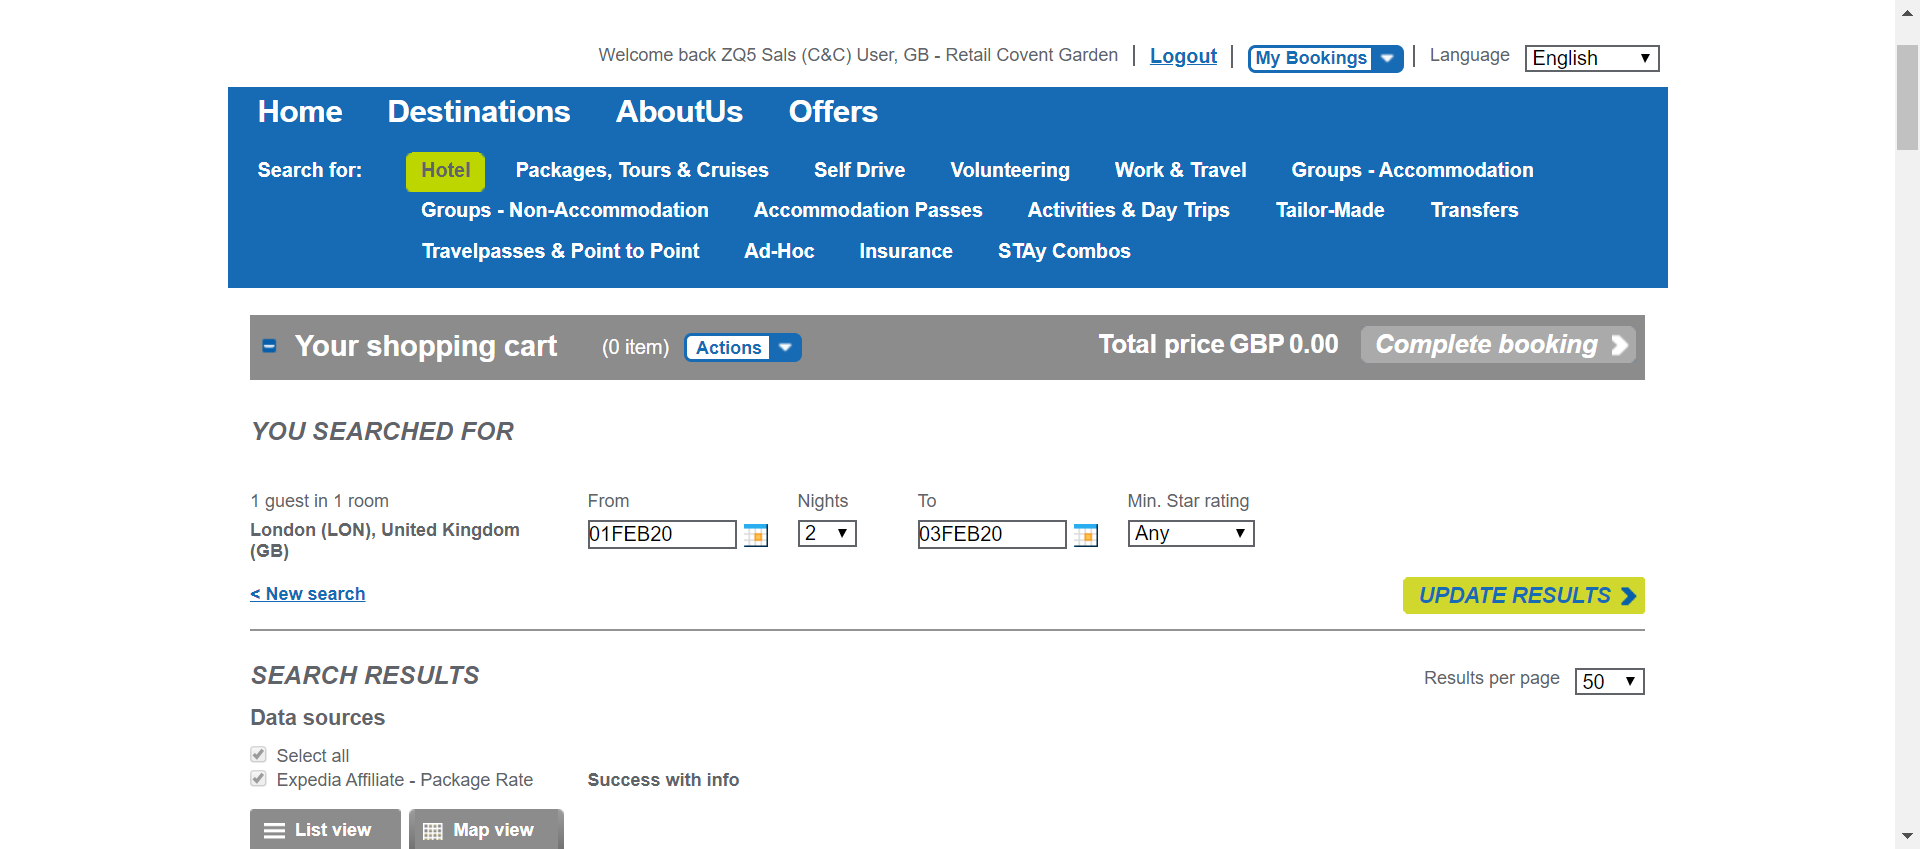 Welcome back ZQ5 Sals (C&C) User, GB - Retail Covent Garden Logout My Bookings Language English
Home Destinations AboutUs Offers
Search for: Hotel Packages, Tours & Cruises Self Drive Volunteering Work & Travel Groups - Accommodation
Groups - Non-Accommodation Accommodation Passes Activities & Day Trips Tailor-Made Transfers
Travelpasses & Point to Point Ad-Hoc Insurance STAy Combos
Your shopping cart (0 item) Actions Total price GBP 0.00 Complete booking
YOU SEARCHED FOR
1 guest in 1 room From Nights To Min. Star rating
London (LON), United Kingdom 01FEB20 2 03FEB20 Any
(GB)
< New search UPDATE RESULTS
SEARCH RESULTS Results per page 50
Data sources
Select all
Expedia Affiliate - Package Rate Success with info
List view Map view